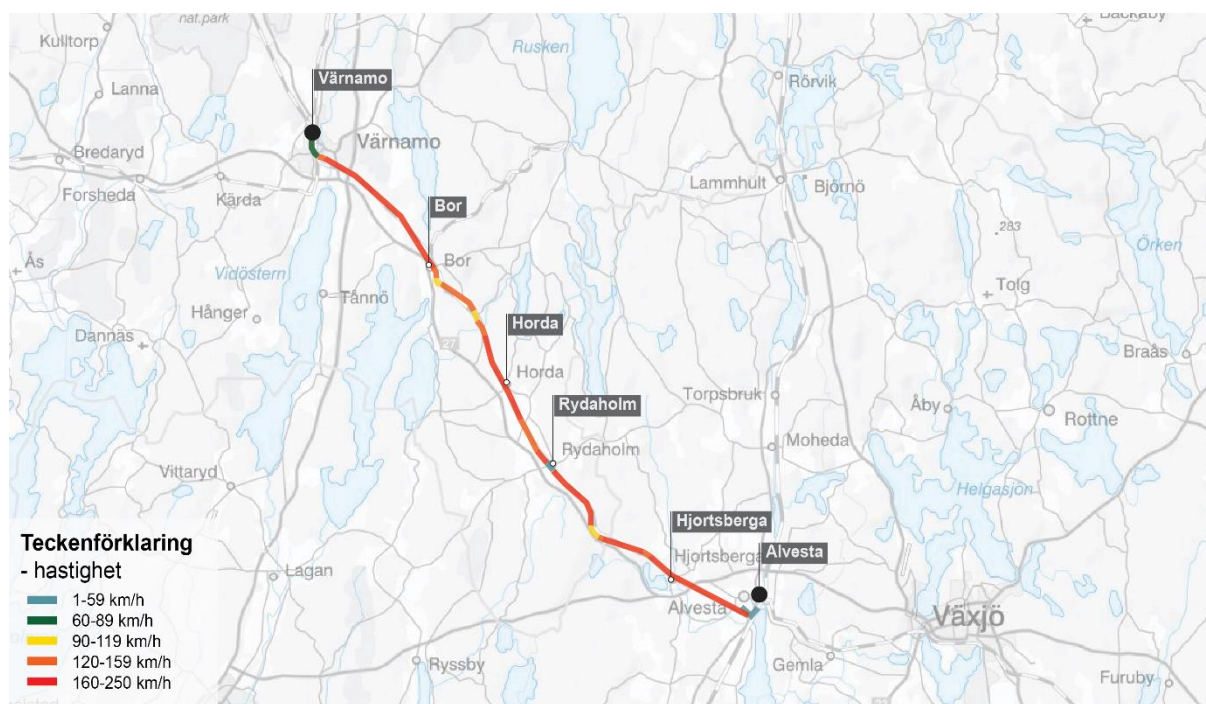 nat.park
Kulltorp
Backaby
Rusken
Värnamo
Rörvik
Lanna
Värnamo
Bredaryd
Forsheda
Kärda
Lammhult
Björnö
Bor
283
Örken
Ås
Bor
Vidöstern
Tånnö
Tolg
Hånger
Horda
Dannäs
27
Braås
Horda
Torpsbruk
Rydaholm
Åby
Rottne
Rydaholm
Moheda
Vittaryd
Helgasjön
Hjortsberga
Teckenförklaring
Hjortsberga
Alvesta
- hastighet
Lagan
1-59 km/h
Alvesta
Växjö
60-89 km/h
90-119 km/h
120-159 km/h
Ryssby
Gemla
160-250 km/h
Furuby
23